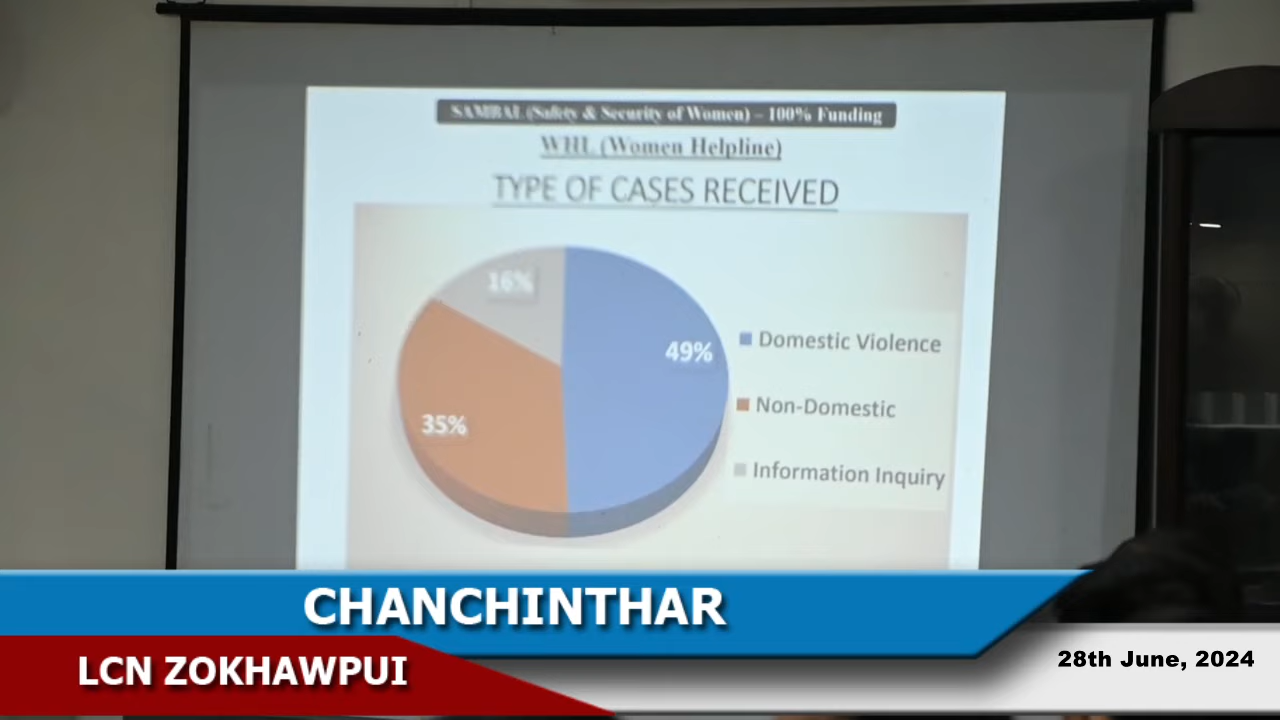 SAMBAL (Safety & Security of Women) – 100% Funding
WHL (Women Helpline)
TYPE OF CASES RECEIVED
16%
49%
35%
Domestic Violence
Non-Domestic
Information Inquiry
CHANCHINTHAR
LCN ZOKHAWPUI
28th June, 2024